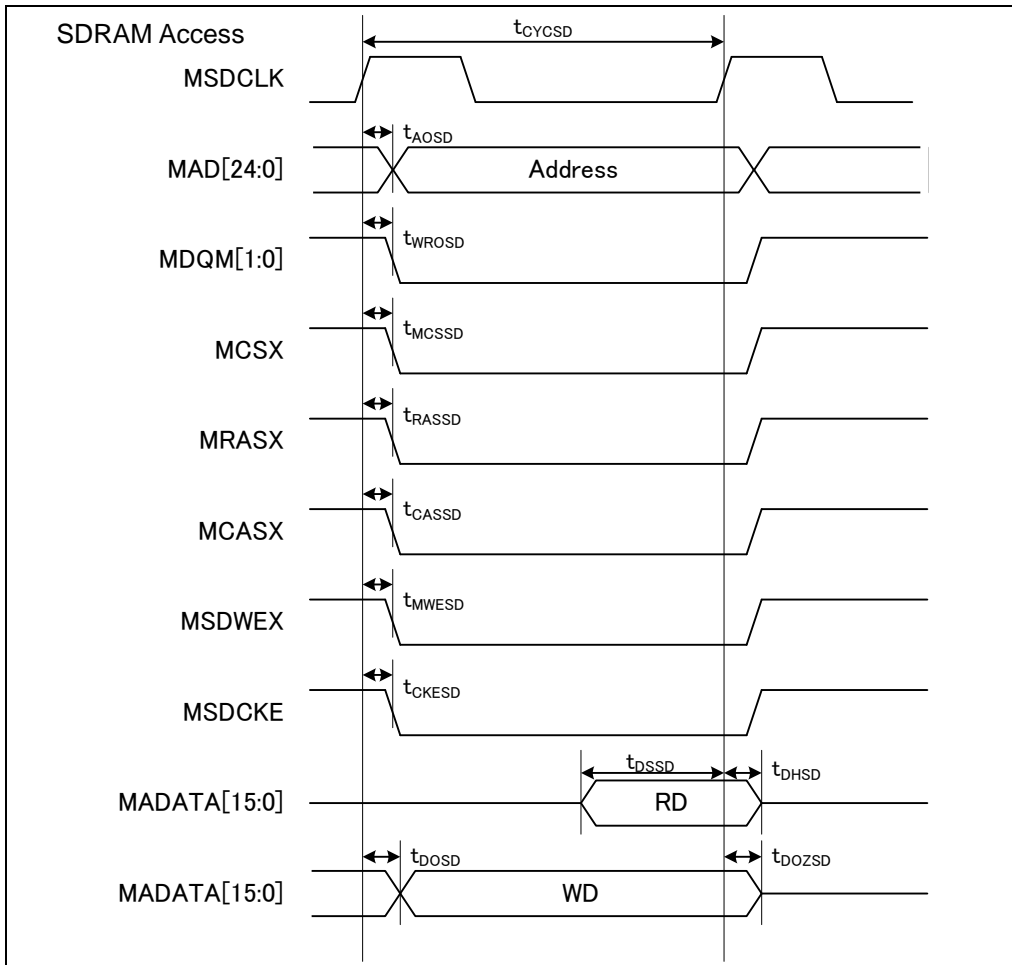 SDRAM Access
tCYCSD
MSDCLK
tAOSD
MAD[24:0]
Address
tWROSD
MDQM[1:0]
tMCSSD
MCSX
tRASSD
MRASX
tCASSD
MCASX
tMWESD
MSDWEX
tCKESD
MSDCKE
tDSSD
tDHSD
MADATA[15:0]
RD
tDOSD
tDOZSD
MADATA[15:0]
WD